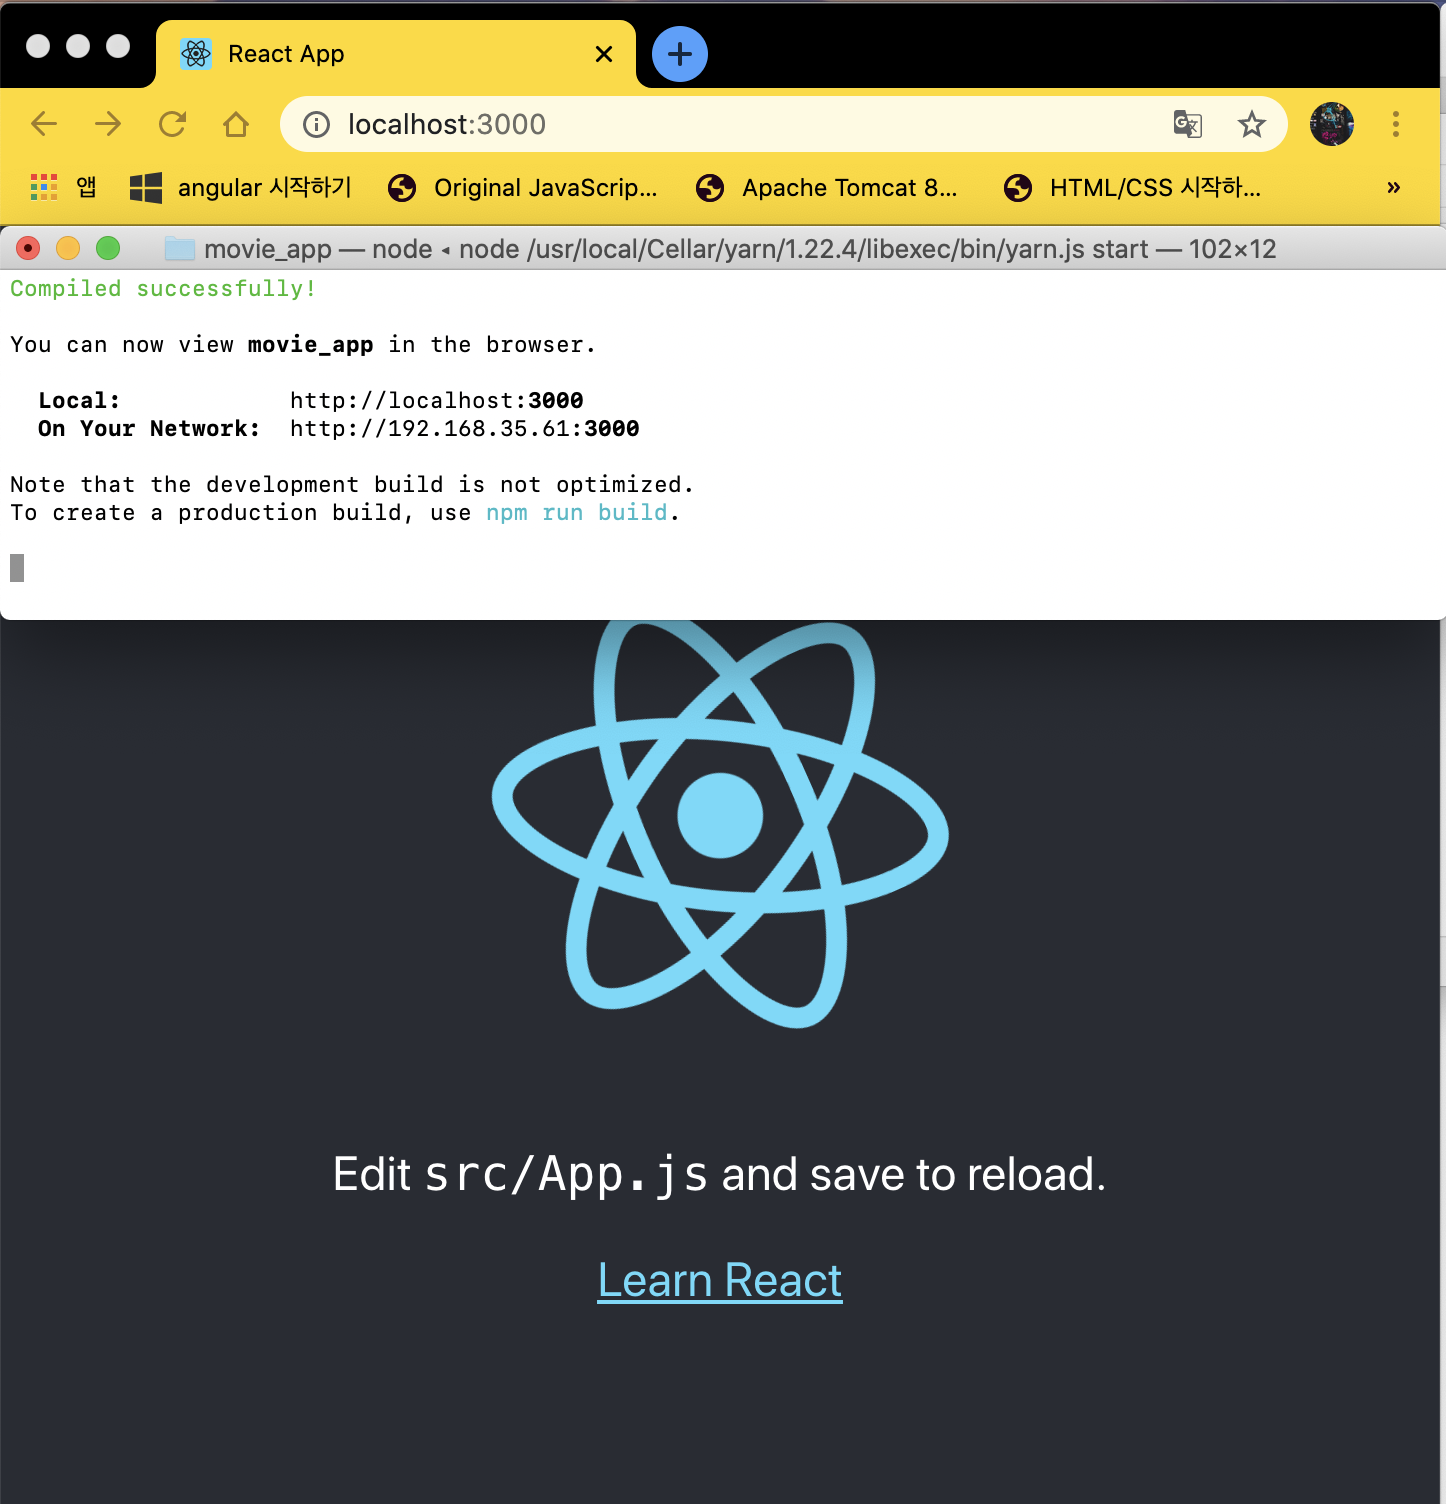 React App
localhost:3000
앱 angular 시작하기 Original JavaScrip... Apache Tomcat 8... HTML/CSS 시작하... »
movie_app — node ◂ node /usr/local/Cellar/yarn/1.22.4/libexec/bin/yarn.js start — 102×12
Compiled successfully!
You can now view movie_app in the browser.
Local: http://localhost:3000
On Your Network: http://192.168.35.61:3000
Note that the development build is not optimized.
To create a production build, use npm run build.
Edit src/App.js and save to reload.
Learn React